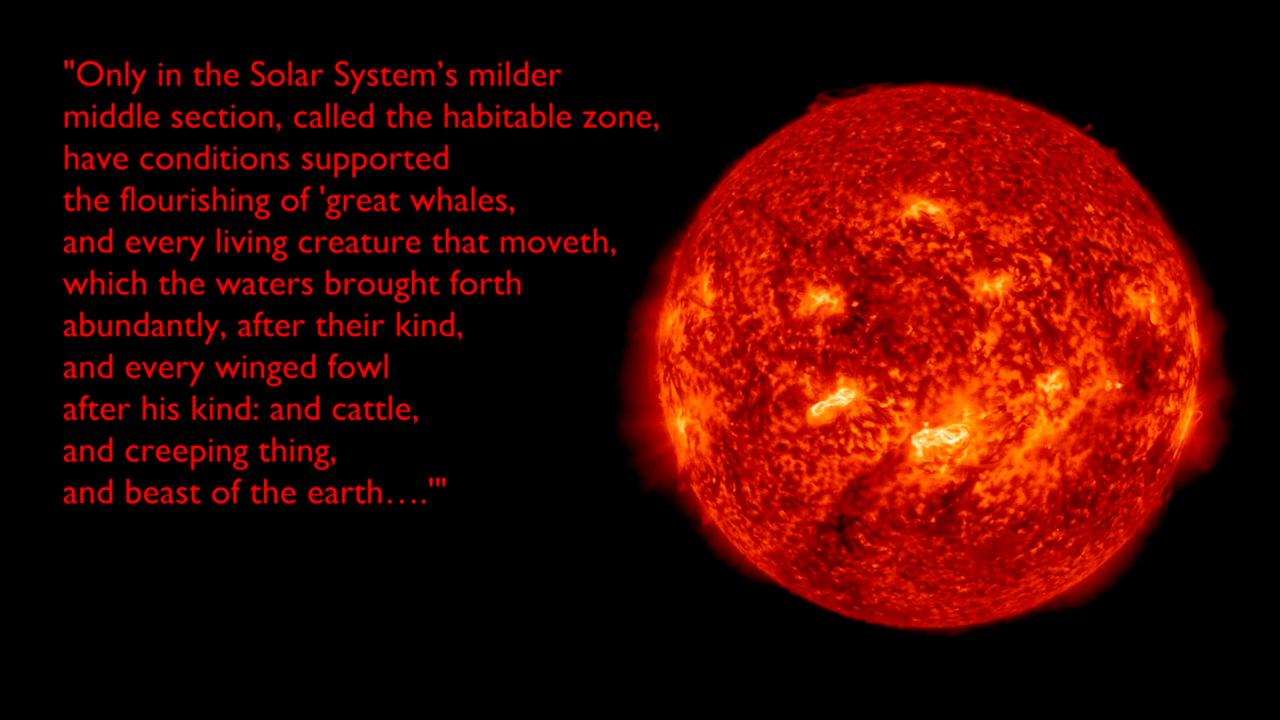 "Only in the Solar System’s milder
middle section, called the habitable zone,
have conditions supported
the flourishing of 'great whales,
and every living creature that moveth,
which the waters brought forth
abundantly, after their kind,
and every winged fowl
after his kind: and cattle,
and creeping thing,
and beast of the earth….'"